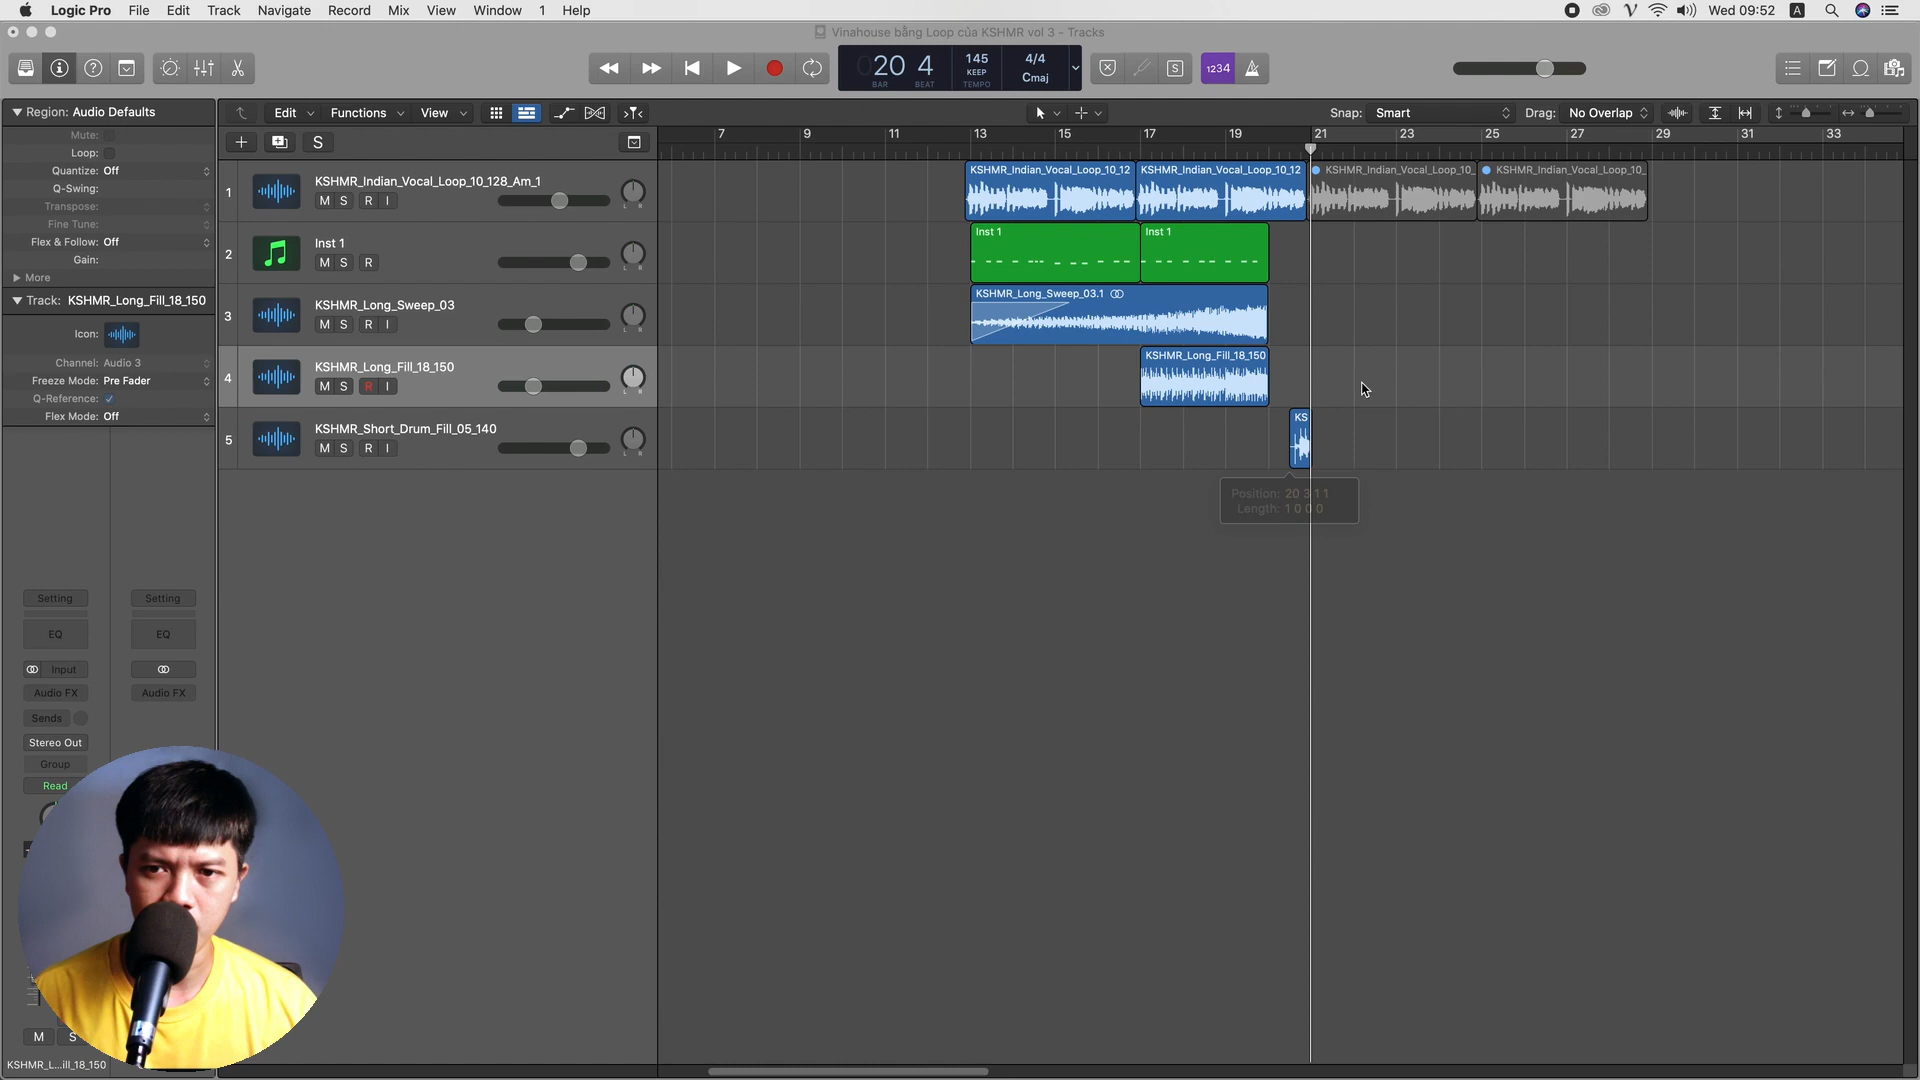 Logic Pro File Edit Track Navigate Record Mix View Window 1 Help
Wed 09:52 A
Vinahouse bằng Loop của KSHMR vol 3 - Tracks
020 4
BAR BEAT
145
KEEP
TEMPO
4/4
Cmaj
S
1234
Region: Audio Defaults
Mute:
Loop:
Quantize: Off
Q-Swing:
Transpose:
Fine Tune:
Flex & Follow: Off
Gain:
More
Track: KSHMR_Long_Fill_18_150
Icon:
Channel: Audio 3
Freeze Mode: Pre Fader
Q-Reference:
Flex Mode: Off
Setting Setting
EQ EQ
Input
Audio FX Audio FX
Sends
Stereo Out
Group
Read
M S
KSHMR_L...ill_18_150
Edit Functions View
Snap: Smart Drag: No Overlap
S
7 9 11 13 15 17 19 21 23 25 27 29 31 33
1 KSHMR_Indian_Vocal_Loop_10_128_Am_1
M S R I
L R
2 Inst 1
M S R
L R
3 KSHMR_Long_Sweep_03
M S R I
L R
4 KSHMR_Long_Fill_18_150
M S R I
L R
5 KSHMR_Short_Drum_Fill_05_140
M S R I
L R
KSHMR_Indian_Vocal_Loop_10_12 KSHMR_Indian_Vocal_Loop_10_12 KSHMR_Indian_Vocal_Loop_10_ KSHMR_Indian_Vocal_Loop_10_
Inst 1 Inst 1
KSHMR_Long_Sweep_03.1
KSHMR_Long_Fill_18_150
KS
Position: 20 3 1 1
Length: 1 0 0 0